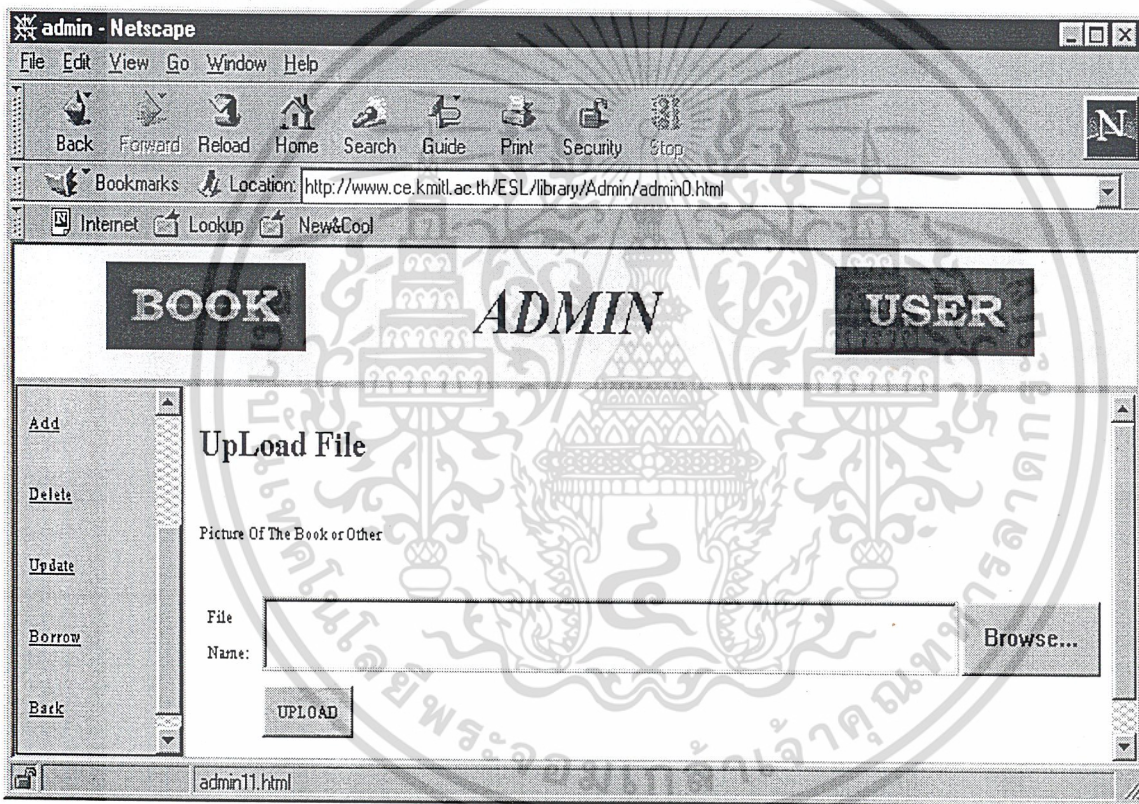 admin - Netscape
File Edit View Go Window Help
Back Forward Reload Home Search Guide Print Security Stop
N
Bookmarks Location: http://www.ce.kmitl.ac.th/ESL/library/Admin/admin0.html
Internet Lookup New&Cool
BOOK ADMIN USER
Add
Delete
Update
Borrow
Back
UpLoad File
Picture Of The Book or Other
File
Name:
Browse...
UPLOAD
admin11.html